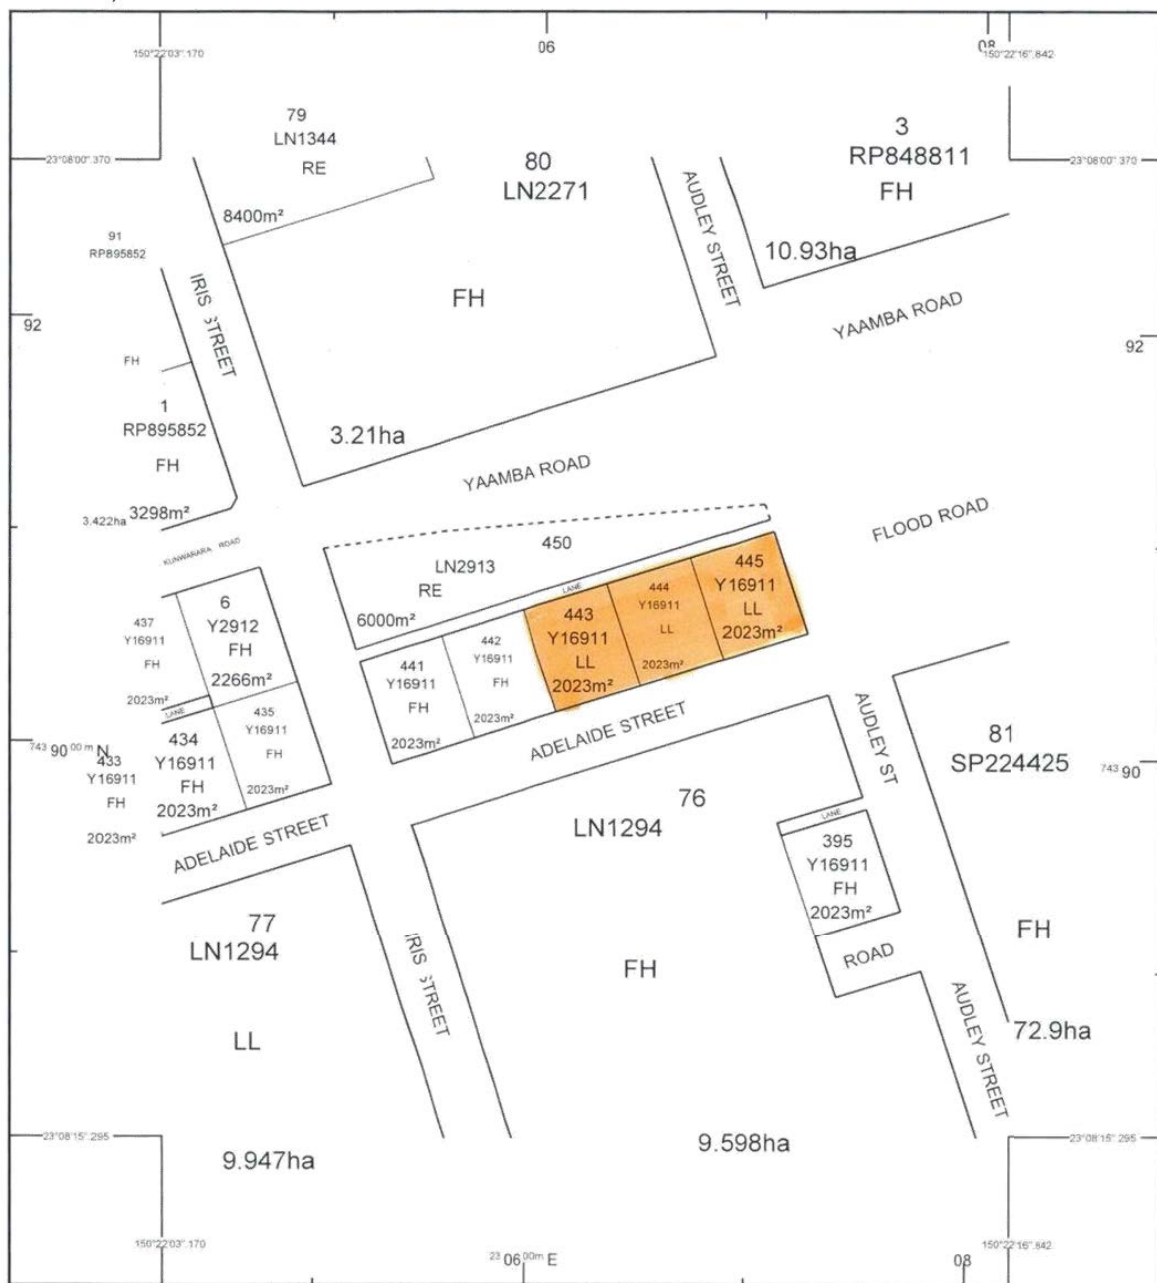 06
08
150°22'03".170
150°22'16".842
23°08'00".370
23°08'00".370
79
LN1344
RE
8400m²
80
LN2271
FH
3.21ha
AUDLEY STREET
3
RP848811
FH
10.93ha
91
RP895852
IRIS STREET
92
92
YAAMBA ROAD
FH
1
RP895852
FH
3298m²
3.422ha
YAAMBA ROAD
FLOOD ROAD
KUNWARARA ROAD
450
LN2913
RE
6000m²
LANE
445
Y16911
LL
2023m²
444
Y16911
LL
2023m²
443
Y16911
LL
2023m²
442
Y16911
FH
2023m²
441
Y16911
FH
2023m²
6
Y2912
FH
2266m²
437
Y16911
FH
2023m²
LANE
435
Y16911
FH
2023m²
434
Y16911
FH
2023m²
743 90 00 m N
433
Y16911
FH
2023m²
ADELAIDE STREET
ADELAIDE STREET
AUDLEY ST
81
SP224425
743 90
FH
72.9ha
76
LN1294
FH
9.598ha
LANE
395
Y16911
FH
2023m²
ROAD
AUDLEY STREET
77
LN1294
LL
9.947ha
IRIS STREET
23°08'15".295
23°08'15".295
150°22'03".170
23 06 00m E
08
150°22'16".842